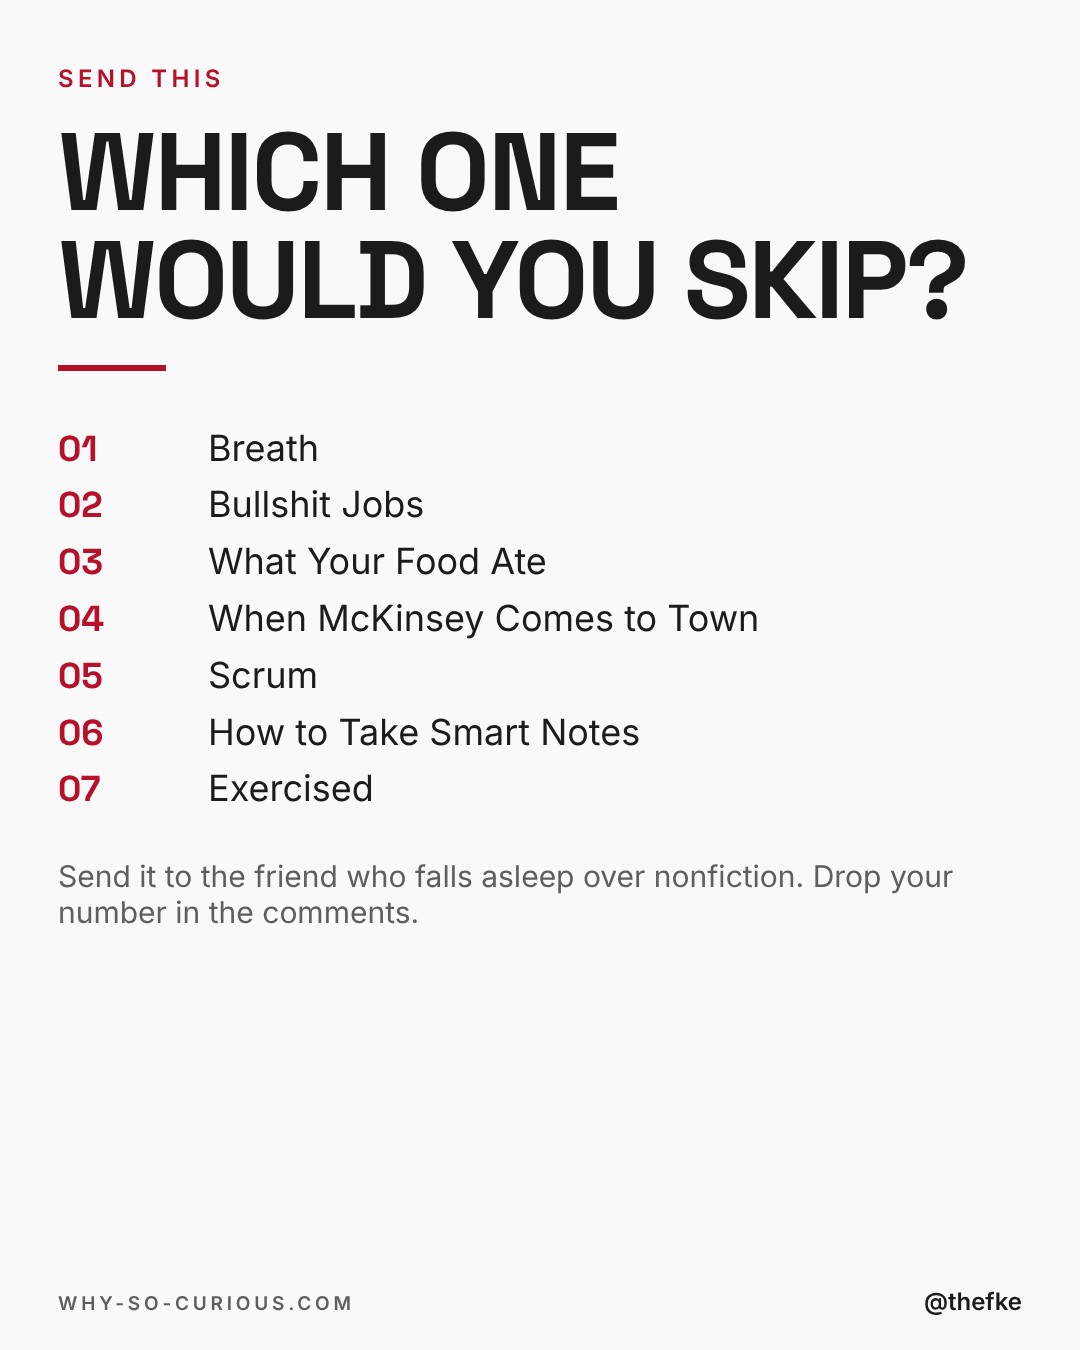 SEND THIS
WHICH ONE
WOULD YOU SKIP?
01 Breath
02 Bullshit Jobs
03 What Your Food Ate
04 When McKinsey Comes to Town
05 Scrum
06 How to Take Smart Notes
07 Exercised
Send it to the friend who falls asleep over nonfiction. Drop your
number in the comments.
WHY-SO-CURIOUS.COM @thefke